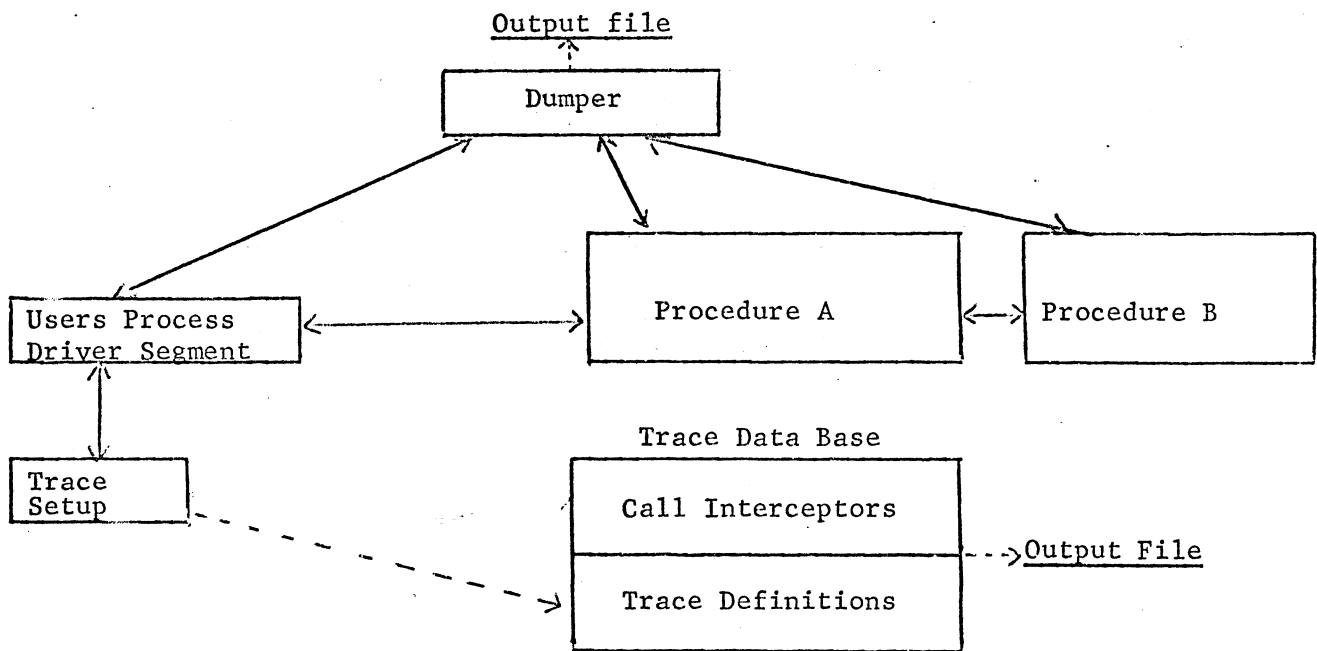 Output file
Dumper
Procedure A
Procedure B
Users Process
Driver Segment
Trace Data Base
Trace
Setup
Call Interceptors
Output File
Trace Definitions